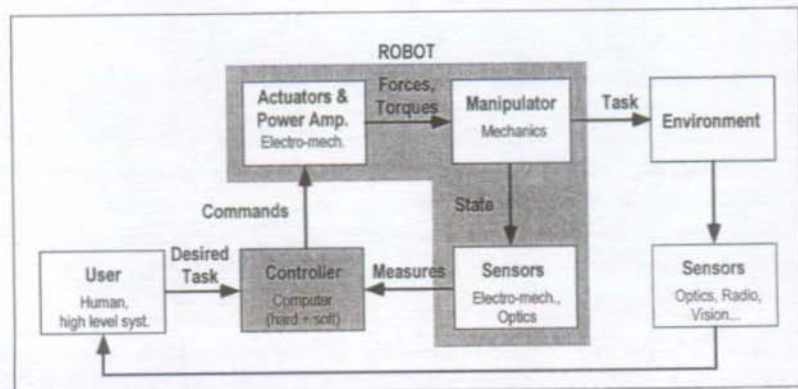 ROBOT
Actuators &
Power Amp.
Electro-mech.
Forces,
Torques
Manipulator
Mechanics
Task
Environment
Commands
State
User
Human,
high level syst.
Desired
Task
Controller
Computer
(hard + soft)
Measures
Sensors
Electro-mech.,
Optics
Sensors
Optics, Radio,
Vision...